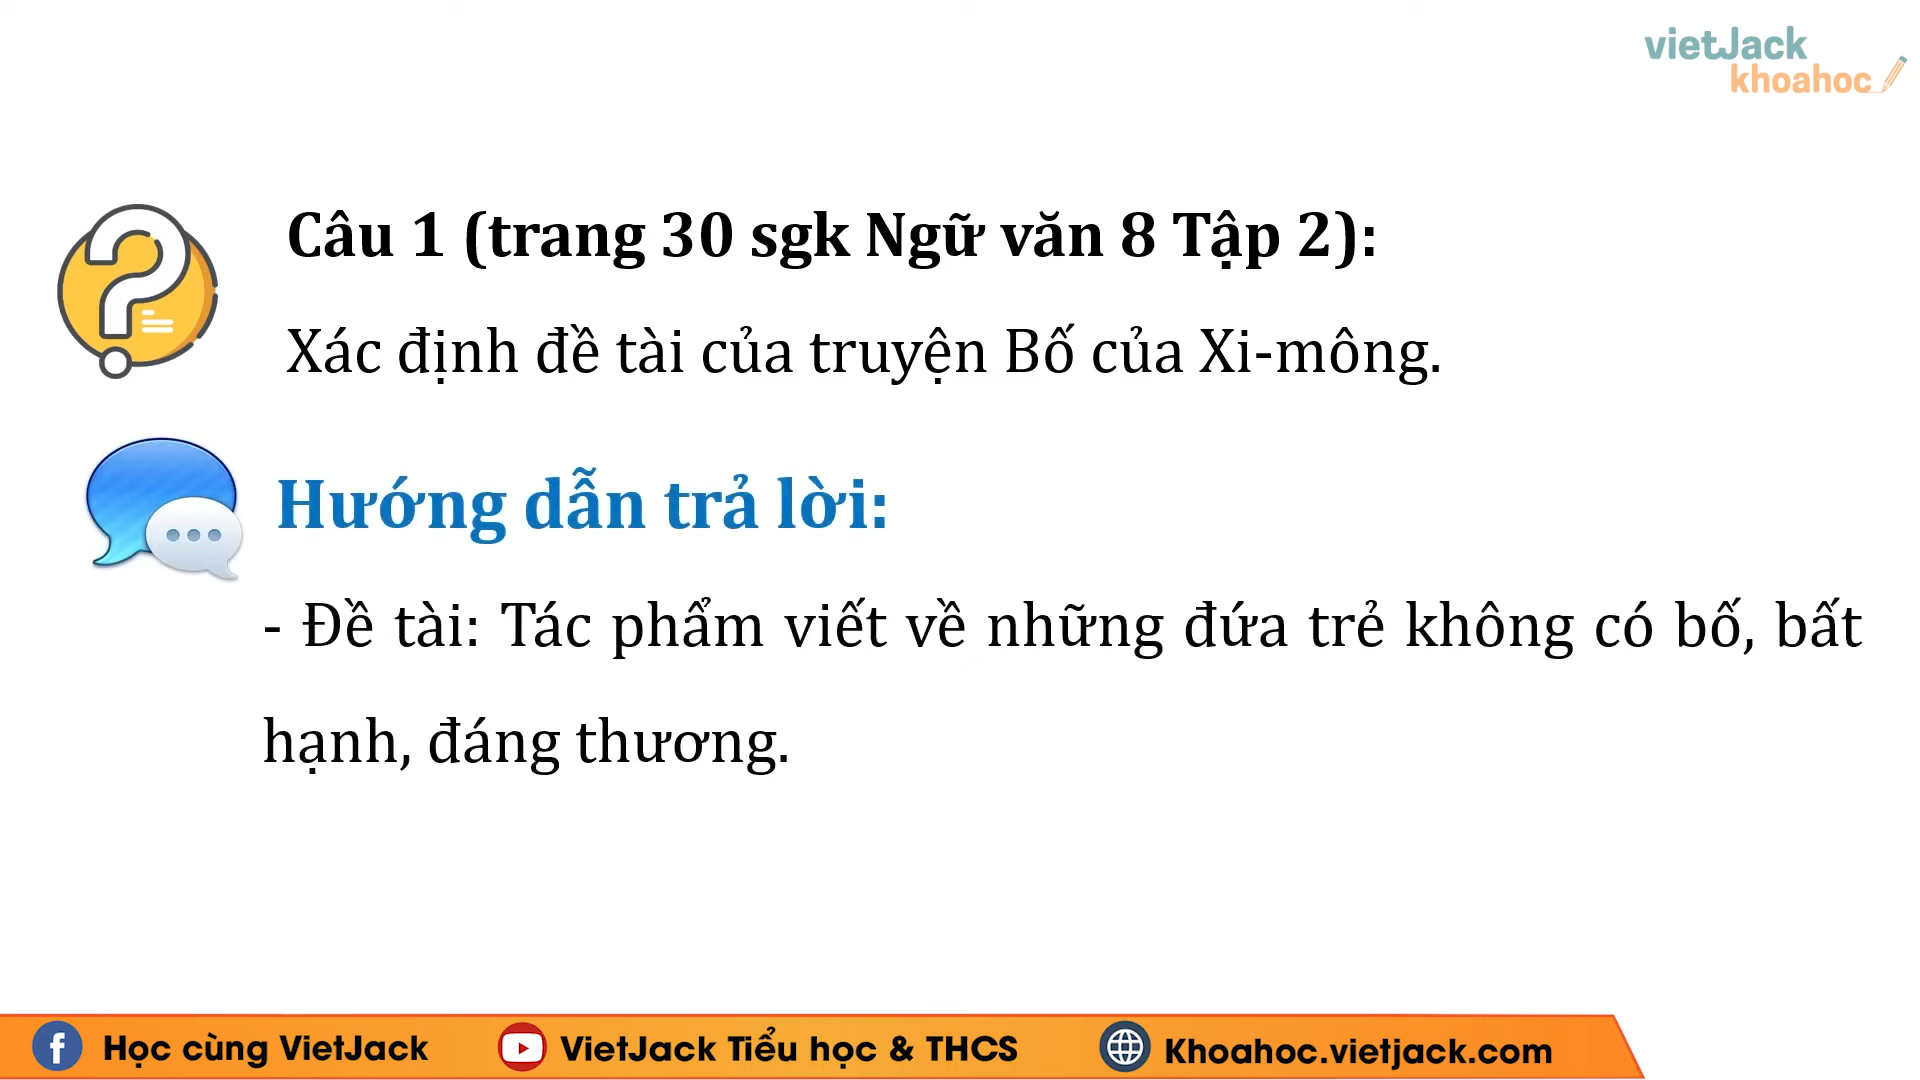 vietJack
khoahoc
Câu 1 (trang 30 sgk Ngữ văn 8 Tập 2):
Xác định đề tài của truyện Bố của Xi-mông.
Hướng dẫn trả lời:
- Đề tài: Tác phẩm viết về những đứa trẻ không có bố, bất
hạnh, đáng thương.
Học cùng VietJack
VietJack Tiểu học & THCS
Khoahoc.vietjack.com